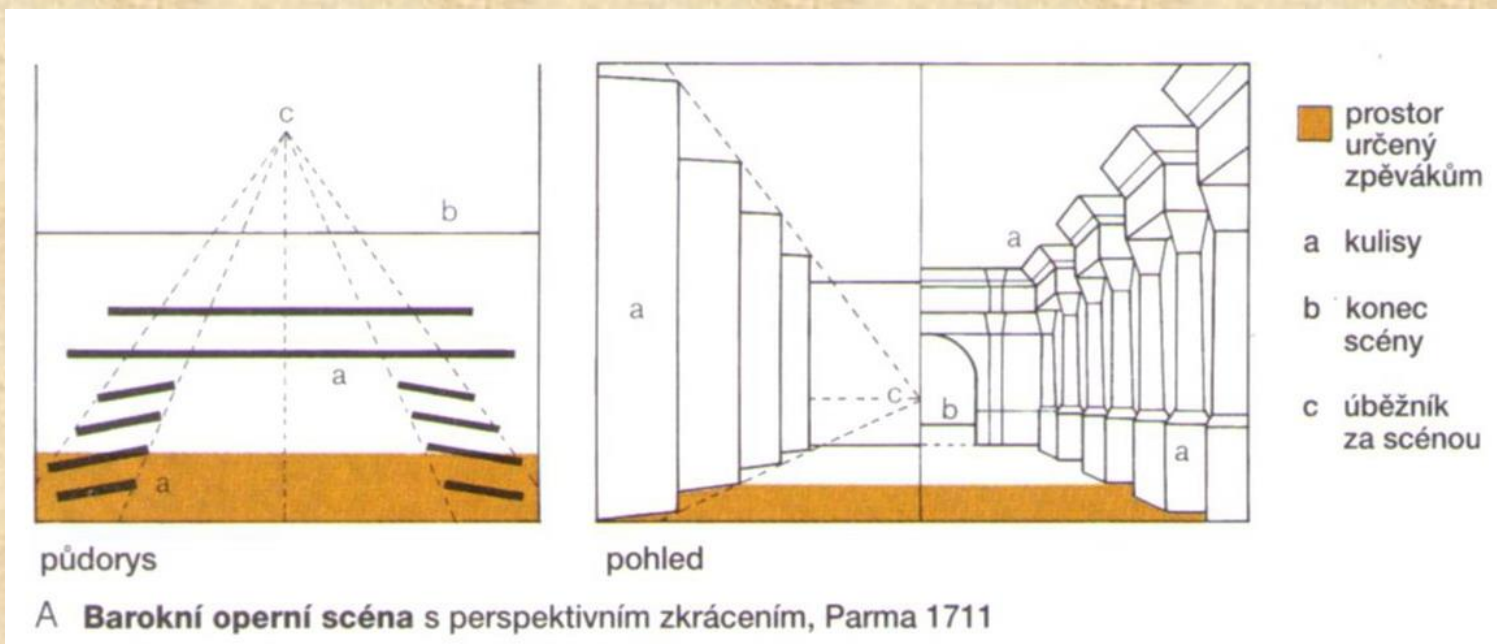 c
b
a
a
půdorys
a
a
c
b
a
pohled
prostor
určený
zpěvákům
a kulisy
b konec
scény
c úběžník
za scénou
A Barokní operní scéna s perspektivním zkrácením, Parma 1711